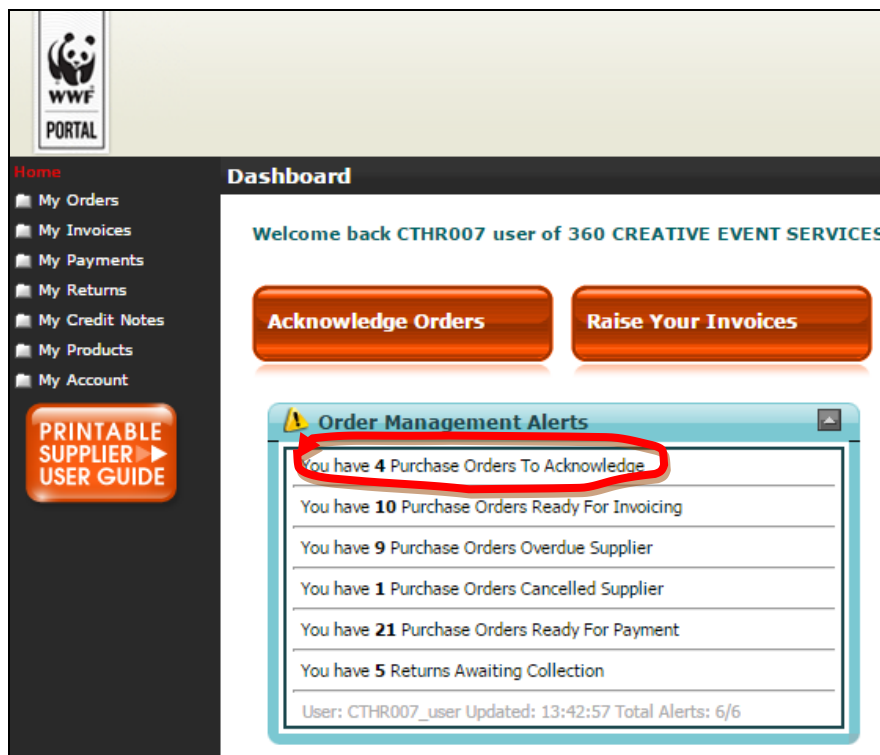 WWF
PORTAL
Home
My Orders
My Invoices
My Payments
My Returns
My Credit Notes
My Products
My Account
PRINTABLE
SUPPLIER
USER GUIDE
Dashboard
Welcome back CTHR007 user of 360 CREATIVE EVENT SERVICES
Acknowledge Orders
Raise Your Invoices
Order Management Alerts
You have 4 Purchase Orders To Acknowledge
You have 10 Purchase Orders Ready For Invoicing
You have 9 Purchase Orders Overdue Supplier
You have 1 Purchase Orders Cancelled Supplier
You have 21 Purchase Orders Ready For Payment
You have 5 Returns Awaiting Collection
User: CTHR007_user Updated: 13:42:57 Total Alerts: 6/6